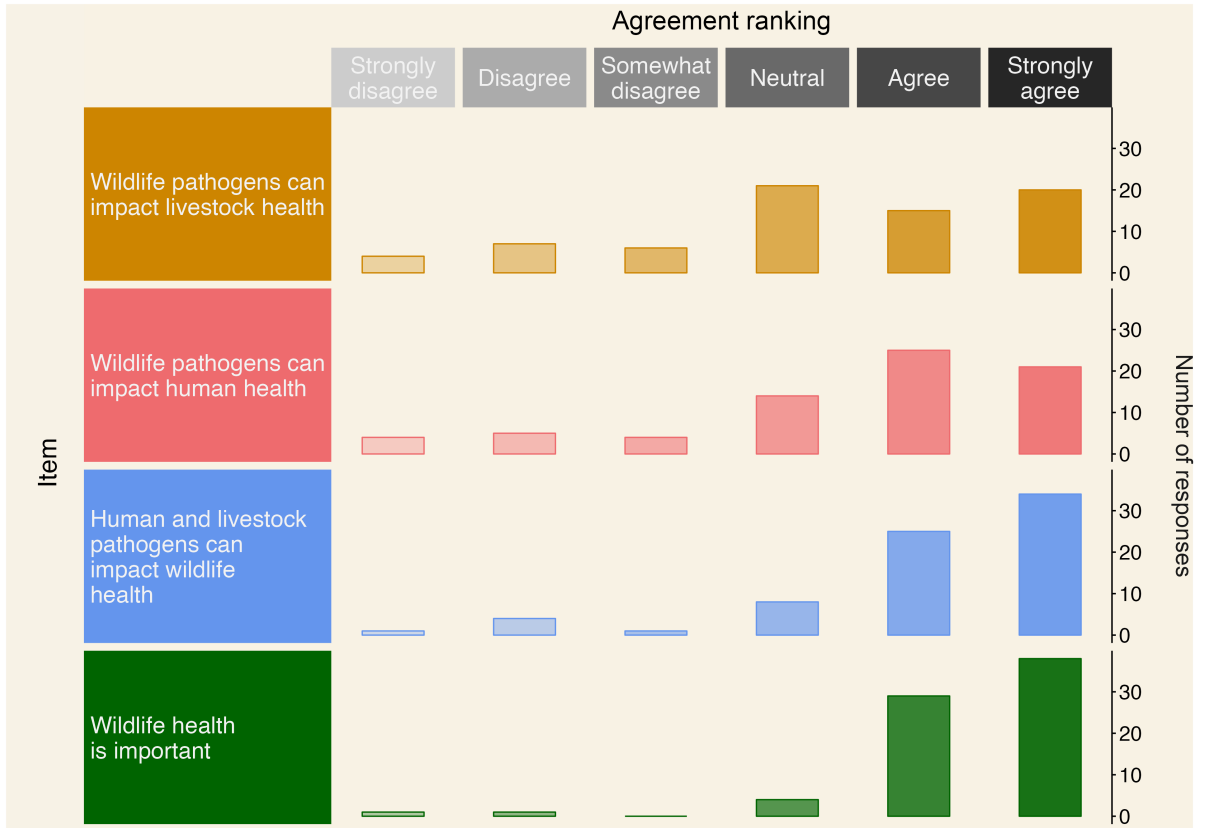 Agreement ranking
Strongly
disagree
Disagree
Somewhat
disagree
Neutral
Agree
Strongly
agree
Wildlife pathogens can
impact livestock health
30
20
10
0
Wildlife pathogens can
impact human health
30
20
10
0
Human and livestock
pathogens can
impact wildlife
health
30
20
10
0
Wildlife health
is important
30
20
10
0
Item
Number of responses